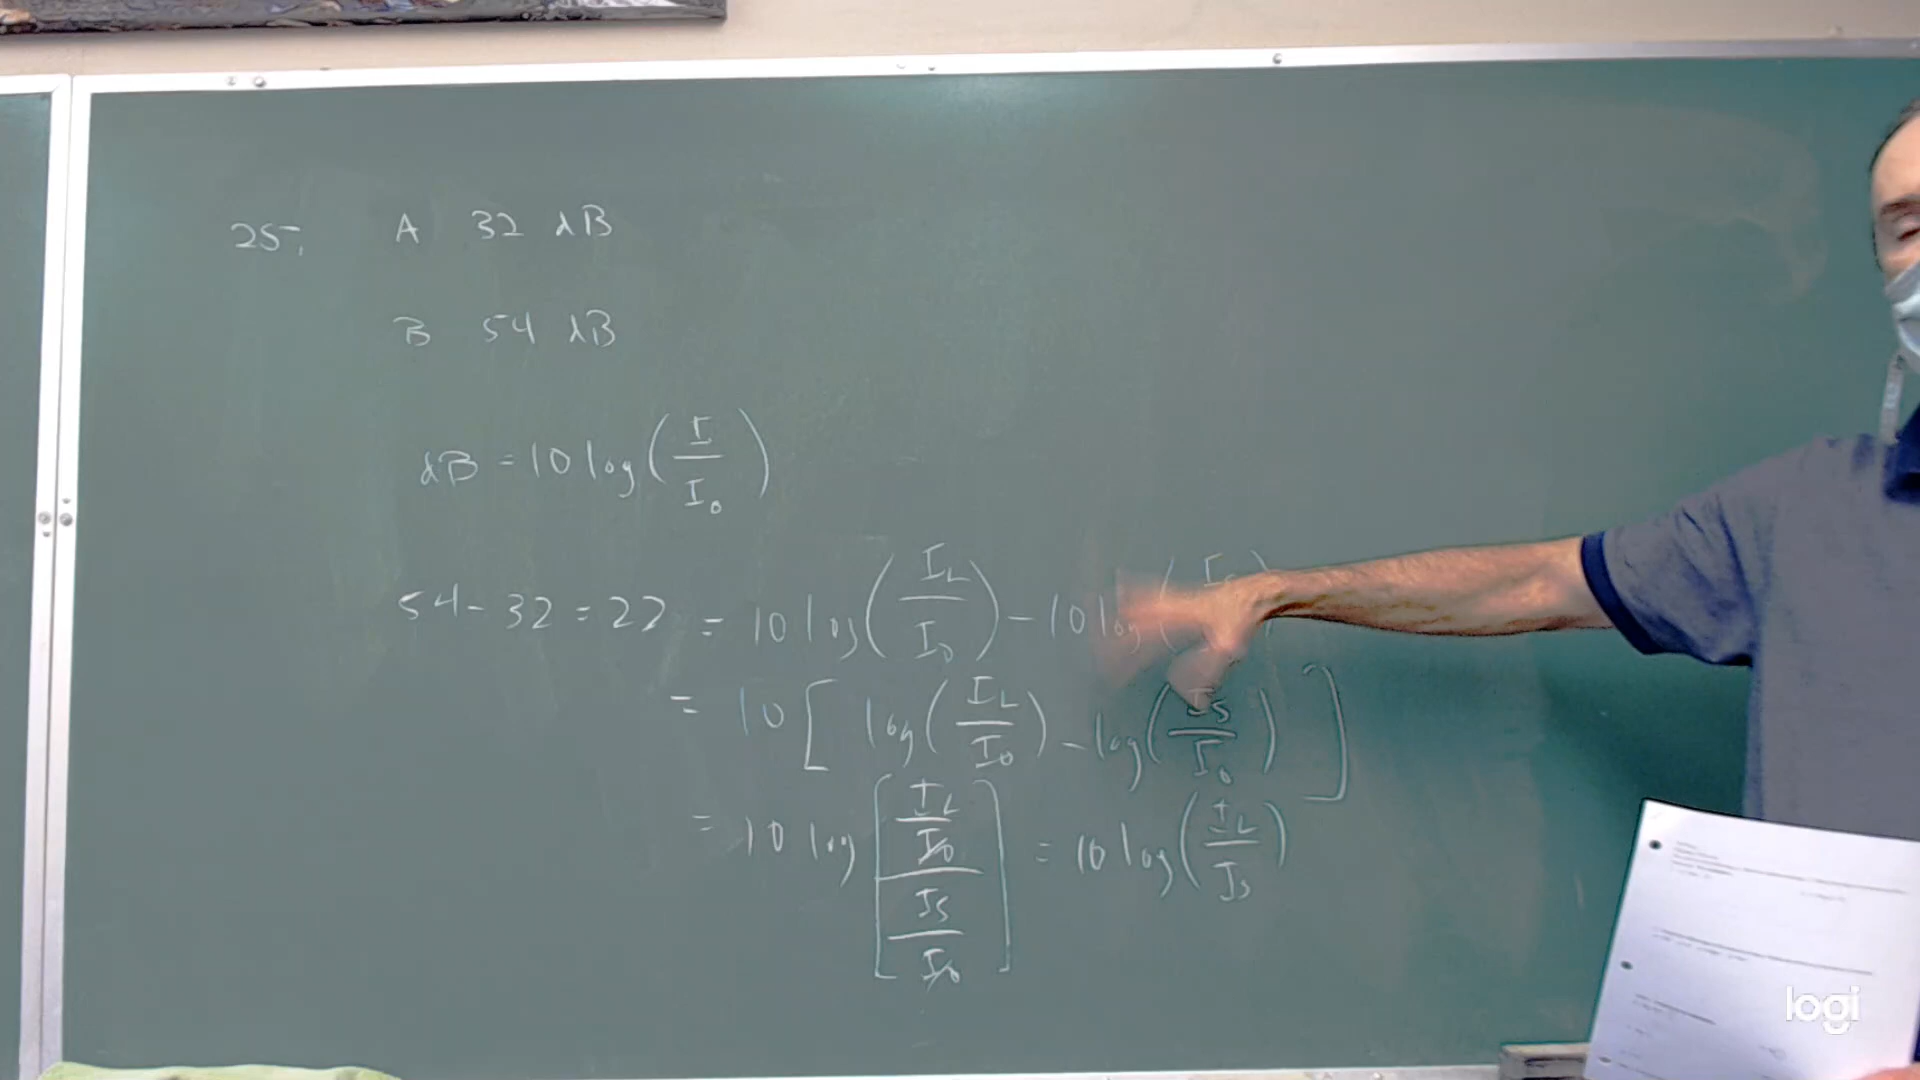 25. A 32 dB
B 54 dB
dB = 10 log (I/I₀)
54 - 32 = 22 = 10 log (I_L/I₀) - 10 log (
= 10 [ log (I_L/I₀) - log (I_S/I₀) ]
= 10 log [ (I_L/I₀) / (I_S/I₀) ] = 10 log (I_L/I_S)
logi